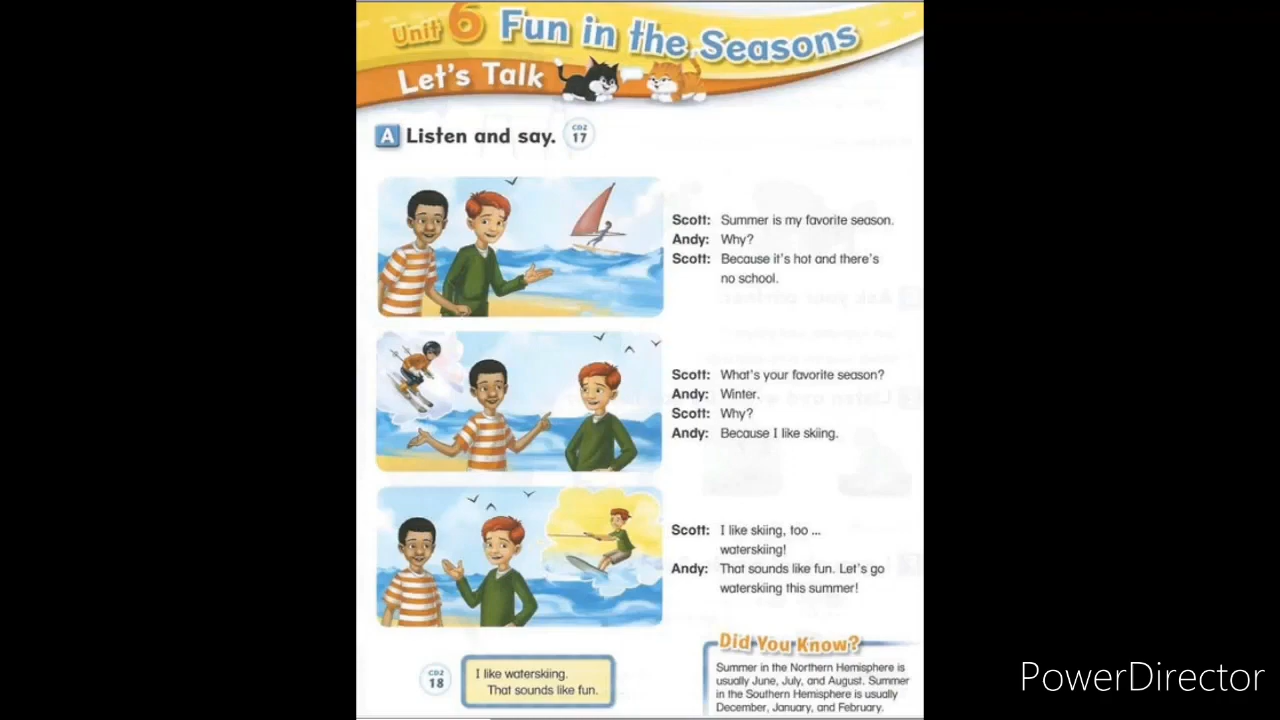 Unit 6 Fun in the Seasons
Let's Talk
A Listen and say. CD2 17
Scott: Summer is my favorite season.
Andy: Why?
Scott: Because it's hot and there's
no school.
Scott: What's your favorite season?
Andy: Winter.
Scott: Why?
Andy: Because I like skiing.
Scott: I like skiing, too ...
waterskiing!
Andy: That sounds like fun. Let's go
waterskiing this summer!
CD2 18
I like waterskiing.
That sounds like fun.
Did You Know?
Summer in the Northern Hemisphere is
usually June, July, and August. Summer
in the Southern Hemisphere is usually
December, January, and February.
PowerDirector